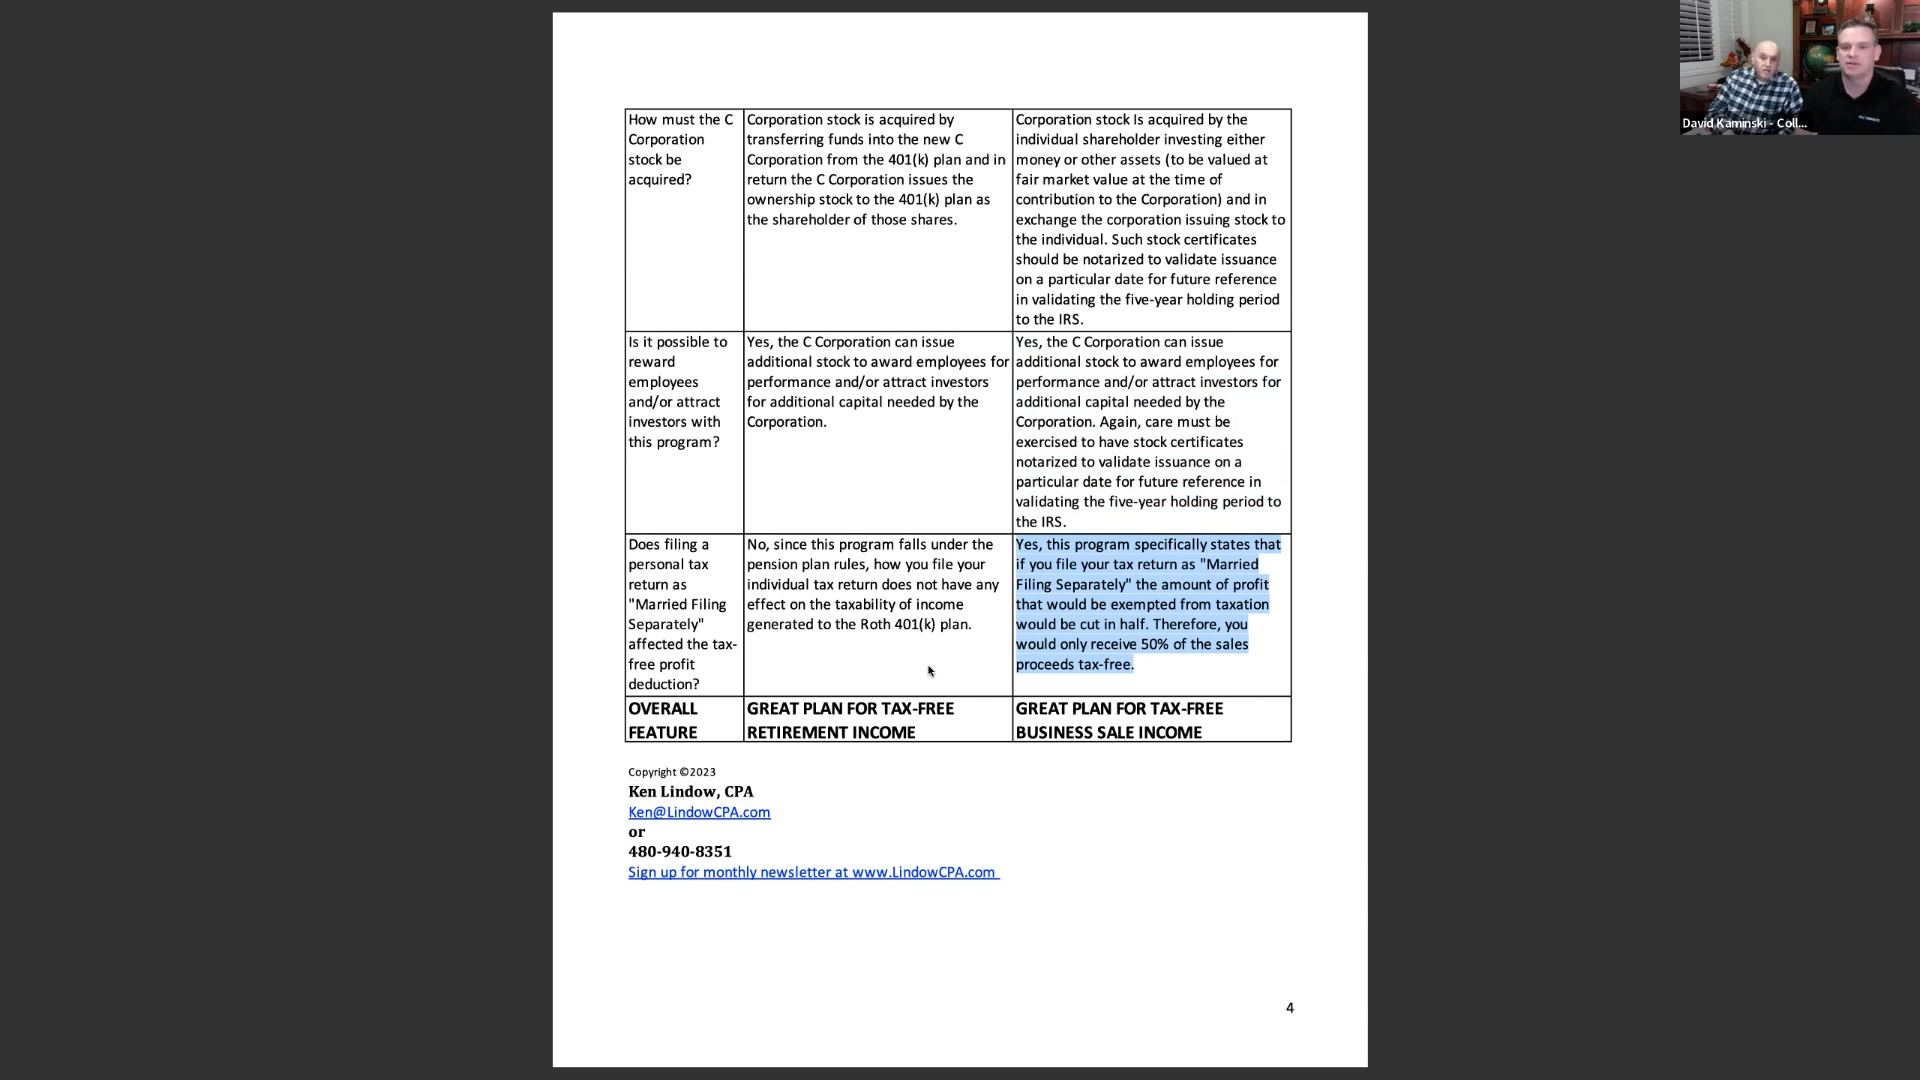 How must the C
Corporation
stock be
acquired?
Corporation stock is acquired by
transferring funds into the new C
Corporation from the 401(k) plan and in
return the C Corporation issues the
ownership stock to the 401(k) plan as
the shareholder of those shares.
Corporation stock Is acquired by the
individual shareholder investing either
money or other assets (to be valued at
fair market value at the time of
contribution to the Corporation) and in
exchange the corporation issuing stock to
the individual. Such stock certificates
should be notarized to validate issuance
on a particular date for future reference
in validating the five-year holding period
to the IRS.
Is it possible to
reward
employees
and/or attract
investors with
this program?
Yes, the C Corporation can issue
additional stock to award employees for
performance and/or attract investors
for additional capital needed by the
Corporation.
Yes, the C Corporation can issue
additional stock to award employees for
performance and/or attract investors for
additional capital needed by the
Corporation. Again, care must be
exercised to have stock certificates
notarized to validate issuance on a
particular date for future reference in
validating the five-year holding period to
the IRS.
Does filing a
personal tax
return as
"Married Filing
Separately"
affected the tax-
free profit
deduction?
No, since this program falls under the
pension plan rules, how you file your
individual tax return does not have any
effect on the taxability of income
generated to the Roth 401(k) plan.
Yes, this program specifically states that
if you file your tax return as "Married
Filing Separately" the amount of profit
that would be exempted from taxation
would be cut in half. Therefore, you
would only receive 50% of the sales
proceeds tax-free.
OVERALL
FEATURE
GREAT PLAN FOR TAX-FREE
RETIREMENT INCOME
GREAT PLAN FOR TAX-FREE
BUSINESS SALE INCOME
Copyright ©2023
Ken Lindow, CPA
Ken@LindowCPA.com
or
480-940-8351
Sign up for monthly newsletter at www.LindowCPA.com
4
David Kaminski - Coll...